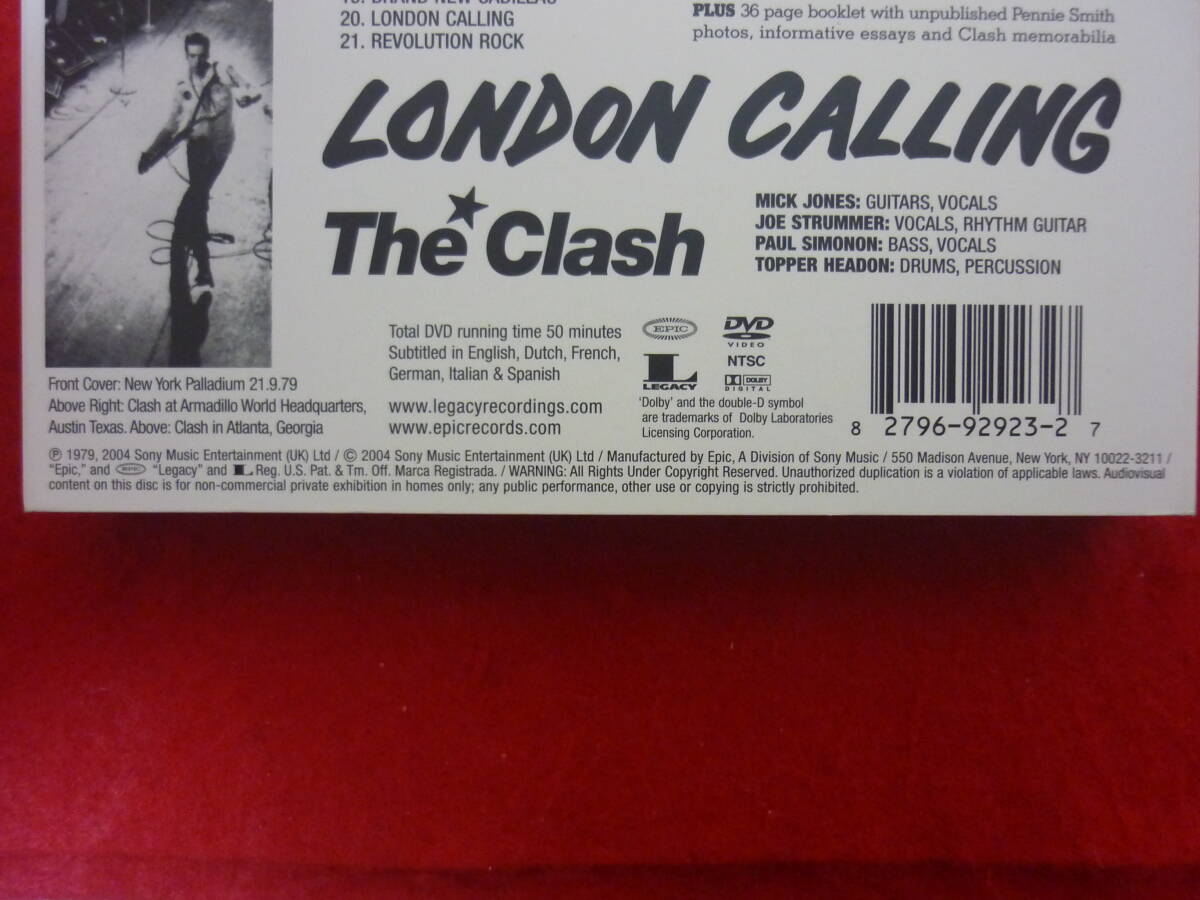 19. BRAND NEW CADILLAC
20. LONDON CALLING
21. REVOLUTION ROCK
PLUS 36 page booklet with unpublished Pennie Smith
photos, informative essays and Clash memorabilia
LONDON CALLING
The Clash
MICK JONES: GUITARS, VOCALS
JOE STRUMMER: VOCALS, RHYTHM GUITAR
PAUL SIMONON: BASS, VOCALS
TOPPER HEADON: DRUMS, PERCUSSION
Total DVD running time 50 minutes
Subtitled in English, Dutch, French,
German, Italian & Spanish
www.legacyrecordings.com
www.epicrecords.com
EPIC
L
LEGACY
DVD
VIDEO
NTSC
DOLBY
DIGITAL
'Dolby' and the double-D symbol
are trademarks of Dolby Laboratories
Licensing Corporation.
8 27969-2923-2 7
Front Cover: New York Palladium 21.9.79
Above Right: Clash at Armadillo World Headquarters,
Austin Texas. Above: Clash in Atlanta, Georgia
℗ 1979, 2004 Sony Music Entertainment (UK) Ltd / © 2004 Sony Music Entertainment (UK) Ltd / Manufactured by Epic, A Division of Sony Music / 550 Madison Avenue, New York, NY 10022-3211 /
"Epic," and EPIC "Legacy" and L Reg. U.S. Pat. & Tm. Off. Marca Registrada. / WARNING: All Rights Under Copyright Reserved. Unauthorized duplication is a violation of applicable laws. Audiovisual
content on this disc is for non-commercial private exhibition in homes only; any public performance, other use or copying is strictly prohibited.